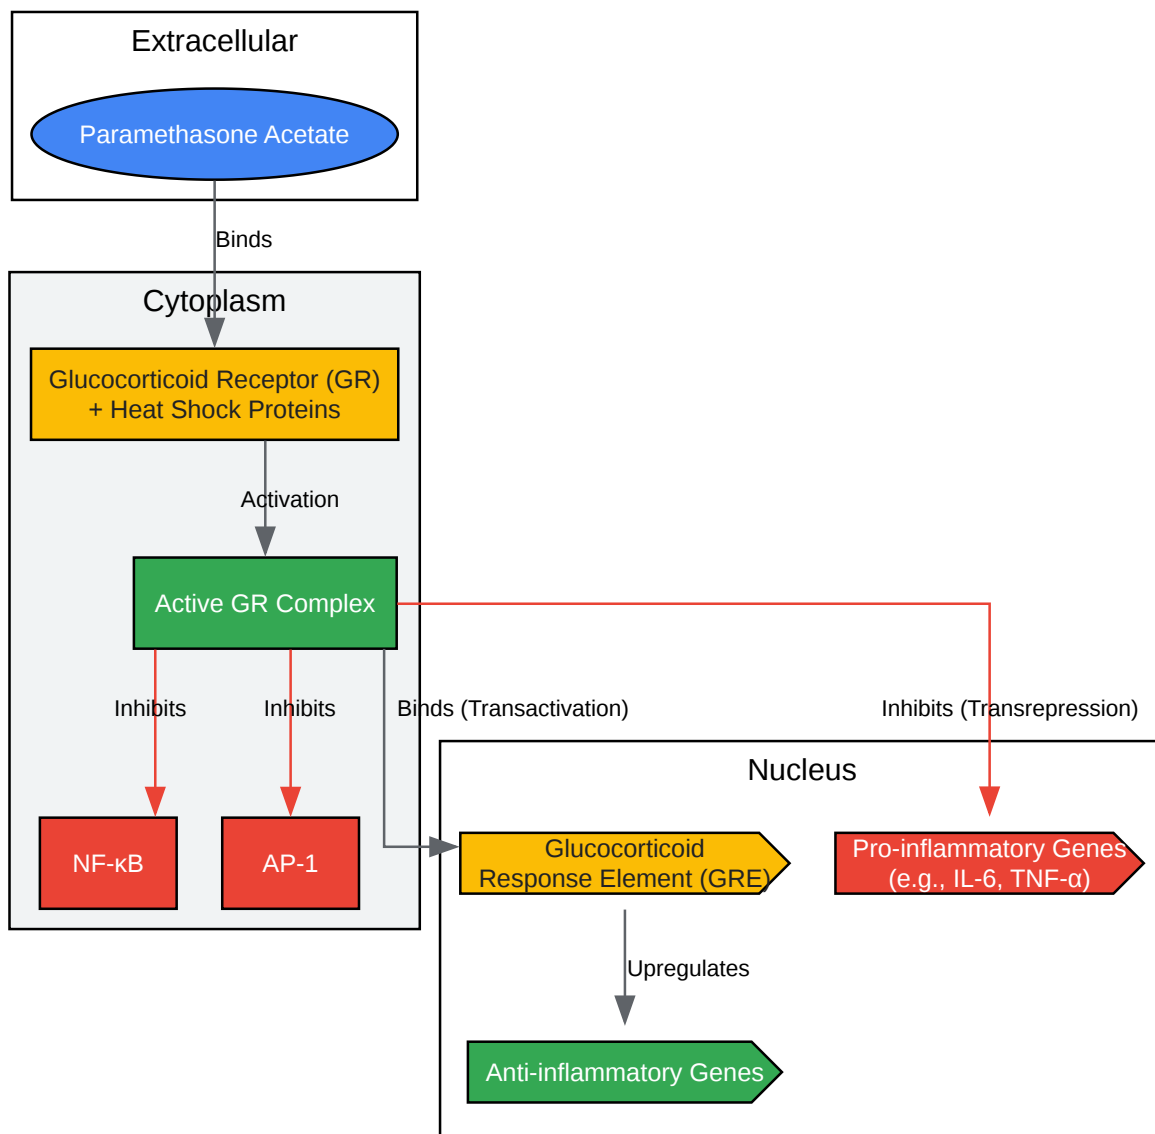 Extracellular
Paramethasone Acetate
Binds
Cytoplasm
Glucocorticoid Receptor (GR)
+ Heat Shock Proteins
Activation
Active GR Complex
Inhibits
Inhibits
Binds (Transactivation)
Inhibits (Transrepression)
Nucleus
NF-κB
AP-1
Glucocorticoid
Response Element (GRE)
Pro-inflammatory Genes
(e.g., IL-6, TNF-α)
Upregulates
Anti-inflammatory Genes